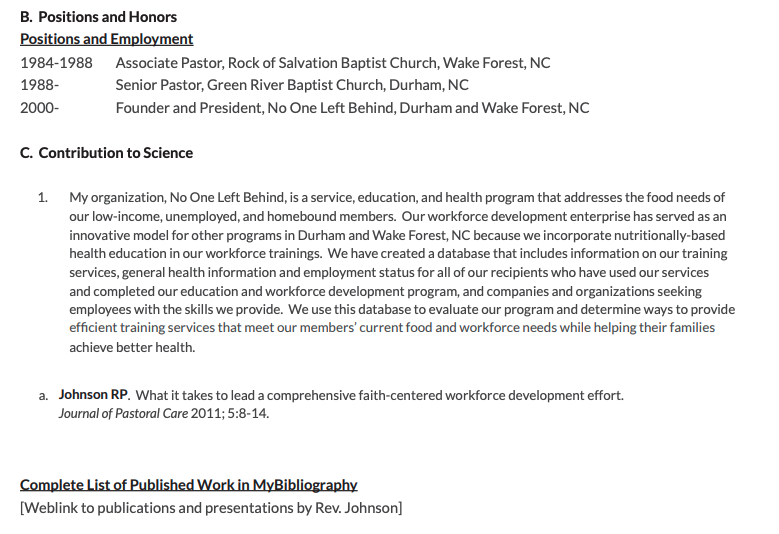 B. Positions and Honors
Positions and Employment
1984-1988 Associate Pastor, Rock of Salvation Baptist Church, Wake Forest, NC
1988- Senior Pastor, Green River Baptist Church, Durham, NC
2000- Founder and President, No One Left Behind, Durham and Wake Forest, NC
C. Contribution to Science
1. My organization, No One Left Behind, is a service, education, and health program that addresses the food needs of
our low-income, unemployed, and homebound members. Our workforce development enterprise has served as an
innovative model for other programs in Durham and Wake Forest, NC because we incorporate nutritionally-based
health education in our workforce trainings. We have created a database that includes information on our training
services, general health information and employment status for all of our recipients who have used our services
and completed our education and workforce development program, and companies and organizations seeking
employees with the skills we provide. We use this database to evaluate our program and determine ways to provide
efficient training services that meet our members' current food and workforce needs while helping their families
achieve better health.
a. Johnson RP. What it takes to lead a comprehensive faith-centered workforce development effort.
Journal of Pastoral Care 2011; 5:8-14.
Complete List of Published Work in MyBibliography
[Weblink to publications and presentations by Rev. Johnson]